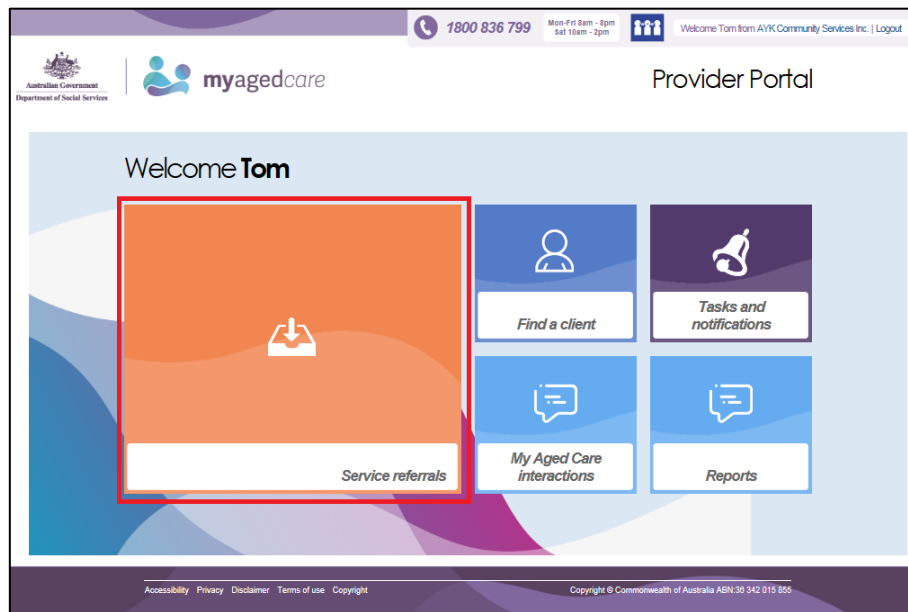 1800 836 799
Mon-Fri 8am - 8pm
Sat 10am - 2pm
Welcome Tom from AYK Community Services Inc. | Logout
Australian Government
Department of Social Services
myagedcare
Provider Portal
Welcome Tom
Service referrals
Find a client
Tasks and
notifications
My Aged Care
interactions
Reports
Accessibility Privacy Disclaimer Terms of use Copyright
Copyright © Commonwealth of Australia ABN:36 342 015 855